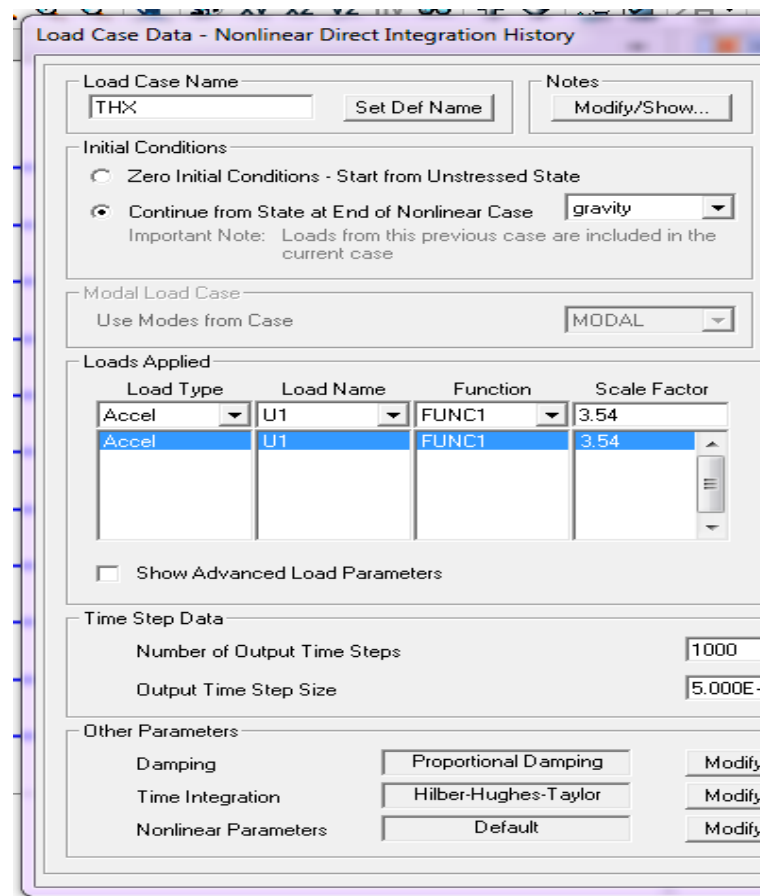 Load Case Data - Nonlinear Direct Integration History
Load Case Name
Notes
THX
Set Def Name
Modify/Show...
Initial Conditions
Zero Initial Conditions - Start from Unstressed State
Continue from State at End of Nonlinear Case
gravity
Important Note: Loads from this previous case are included in the
current case
Modal Load Case
Use Modes from Case
MODAL
Loads Applied
Load Type Load Name Function Scale Factor
Accel U1 FUNC1 3.54
Accel U1 FUNC1 3.54
Show Advanced Load Parameters
Time Step Data
Number of Output Time Steps
1000
Output Time Step Size
5.000E-
Other Parameters
Damping
Proportional Damping
Modify
Time Integration
Hilber-Hughes-Taylor
Modify
Nonlinear Parameters
Default
Modify